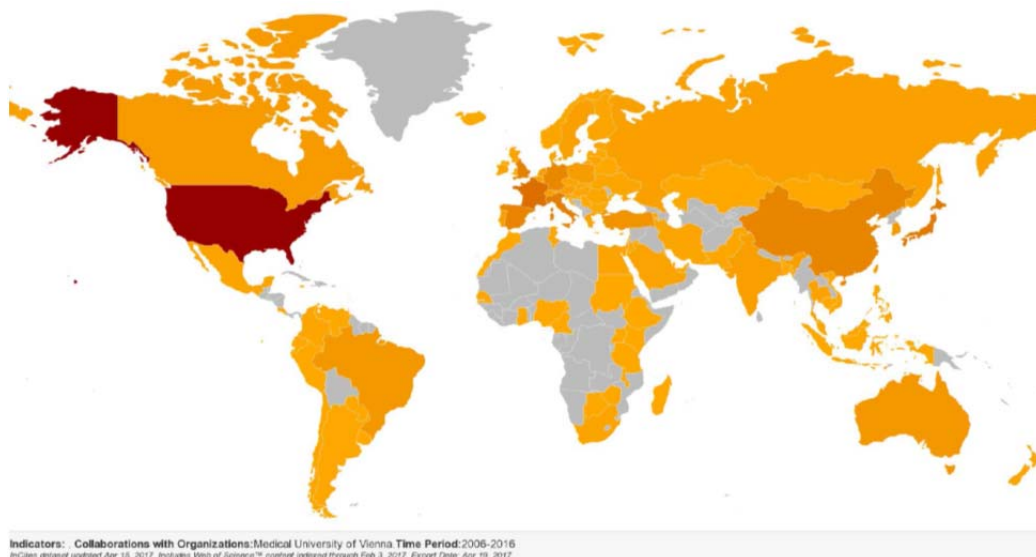 Indicators: . Collaborations with Organizations:Medical University of Vienna Time Period:2006-2016
InCites dataset updated Apr 15, 2017. Includes Web of Science™ content indexed through Feb 3, 2017. Export Date: Apr 19, 2017.